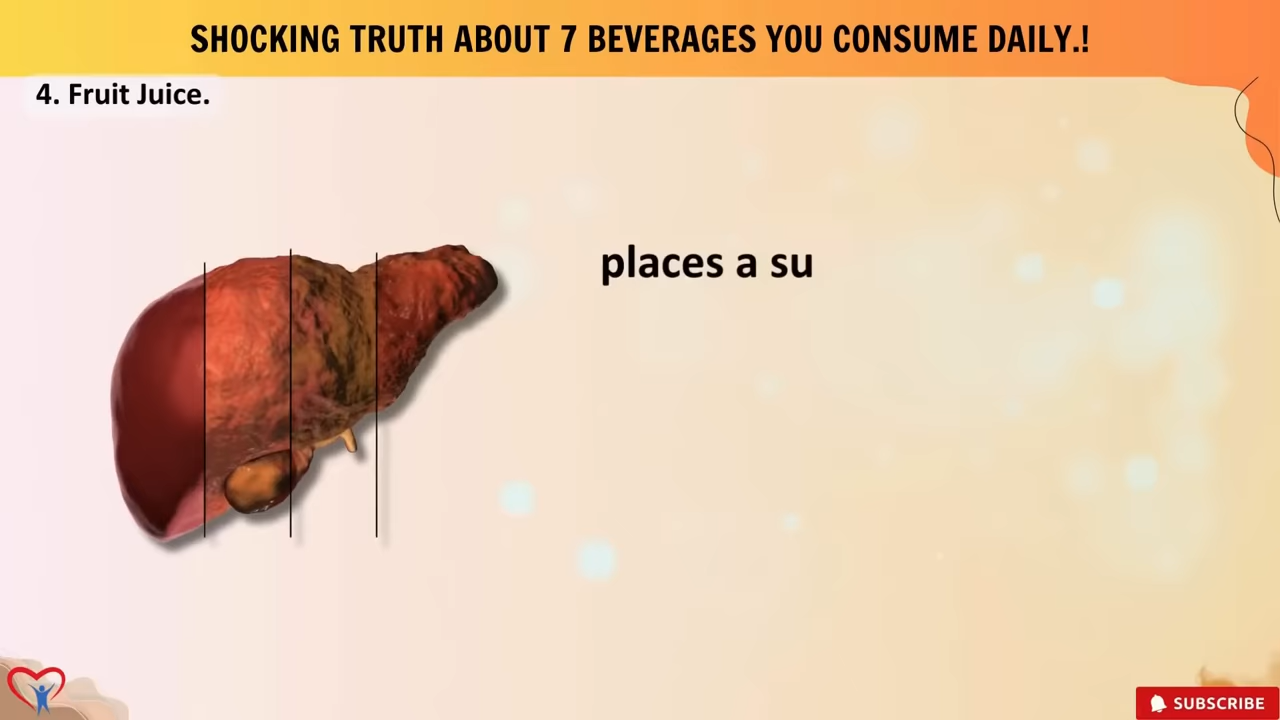 SHOCKING TRUTH ABOUT 7 BEVERAGES YOU CONSUME DAILY.!
4. Fruit Juice.
places a su
SUBSCRIBE